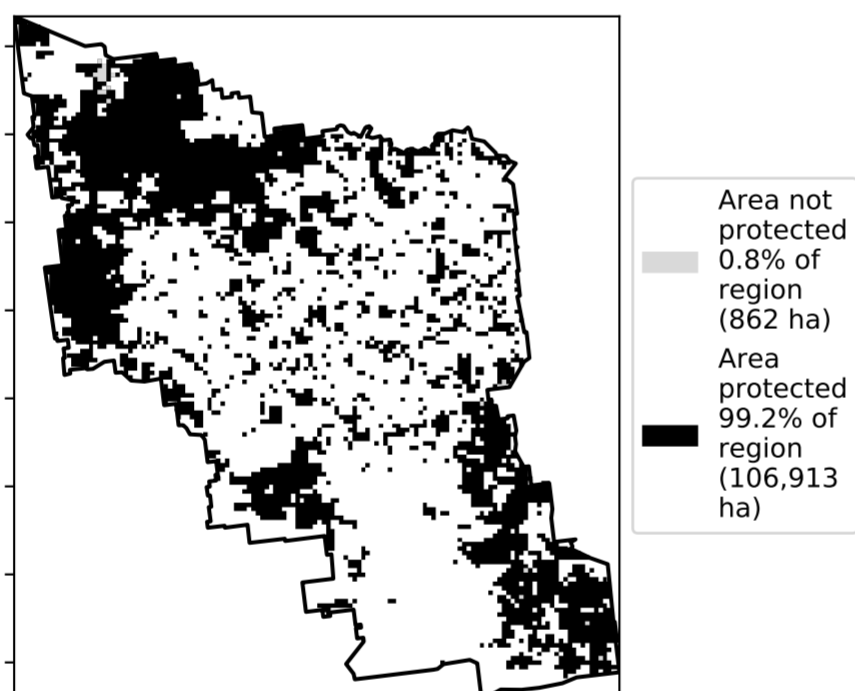 Area not
protected
0.8% of
region
(862 ha)
Area
protected
99.2% of
region
(106,913
ha)